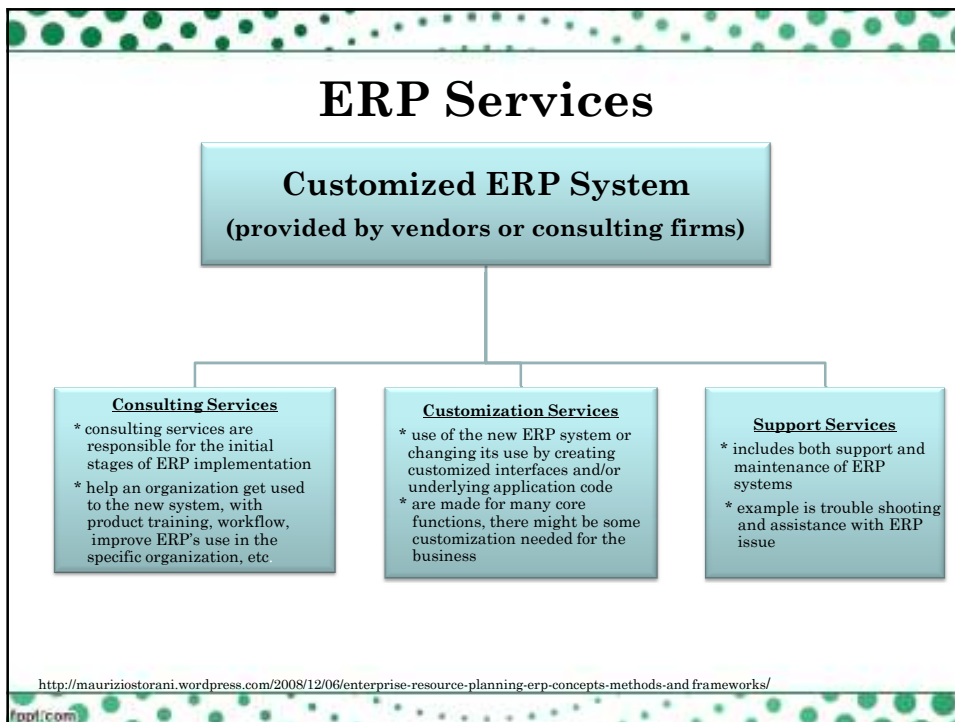 ERP Services
Customized ERP System
(provided by vendors or consulting firms)
Consulting Services
* consulting services are
responsible for the initial
stages of ERP implementation
* help an organization get used
to the new system, with
product training, workflow,
improve ERP's use in the
specific organization, etc.
Customization Services
* use of the new ERP system or
changing its use by creating
customized interfaces and/or
underlying application code
* are made for many core
functions, there might be some
customization needed for the
business
Support Services
* includes both support and
maintenance of ERP
systems
* example is trouble shooting
and assistance with ERP
issue
http://mauriziostorani.wordpress.com/2008/12/06/enterprise-resource-planning-erp-concepts-methods-and frameworks/
fppt.com